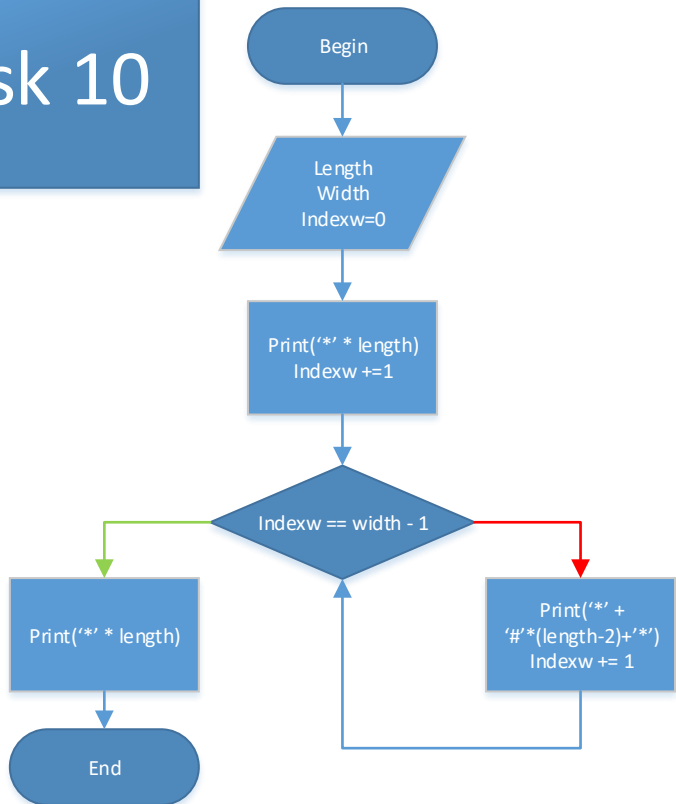 sk 10
Begin
Length
Width
Indexw=0
Print(‘*’ * length)
Indexw +=1
Indexw == width - 1
Print(‘*’ * length)
Print(‘*’ +
‘#’*(length-2)+’*’)
Indexw += 1
End